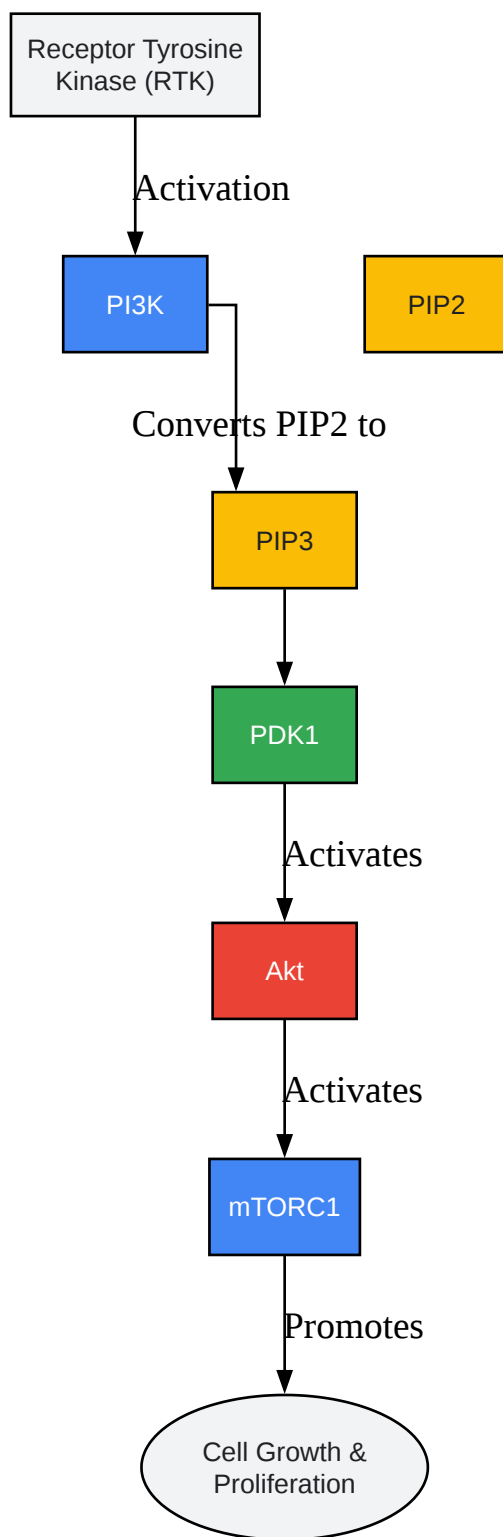 Receptor Tyrosine
Kinase (RTK)
Activation
PI3K
PIP2
Converts PIP2 to
PIP3
PDK1
Activates
Akt
Activates
mTORC1
Promotes
Cell Growth &
Proliferation